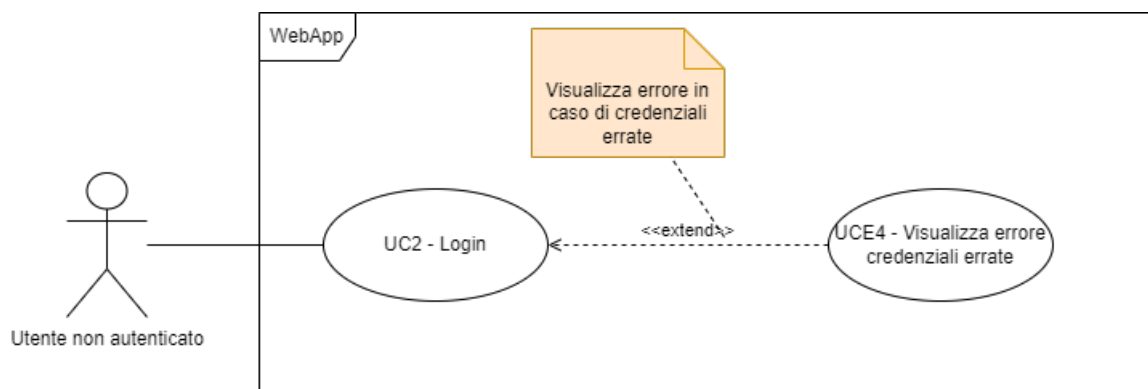 WebApp
Visualizza errore in
caso di credenziali
errate
UC2 - Login
<<extend>>
UCE4 - Visualizza errore
credenziali errate
Utente non autenticato